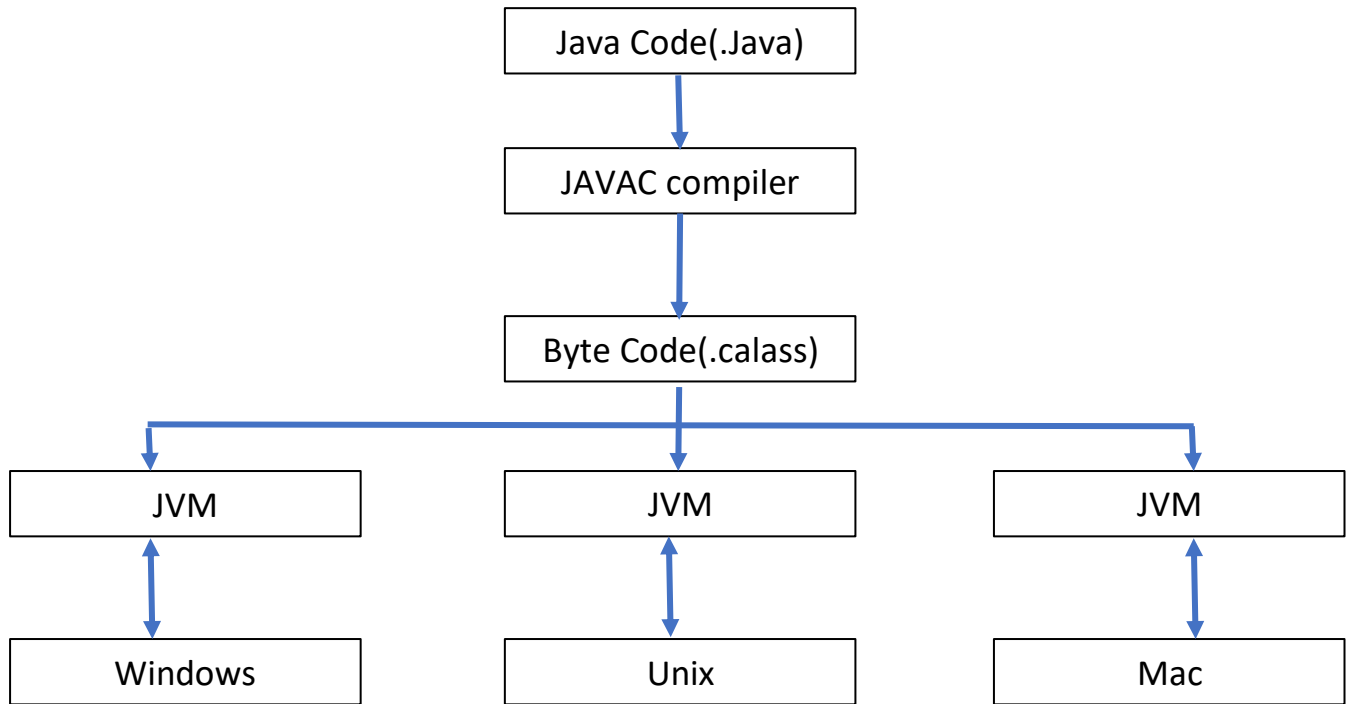 Java Code(.Java)
JAVAC compiler
Byte Code(.calass)
JVM
JVM
JVM
Windows
Unix
Mac